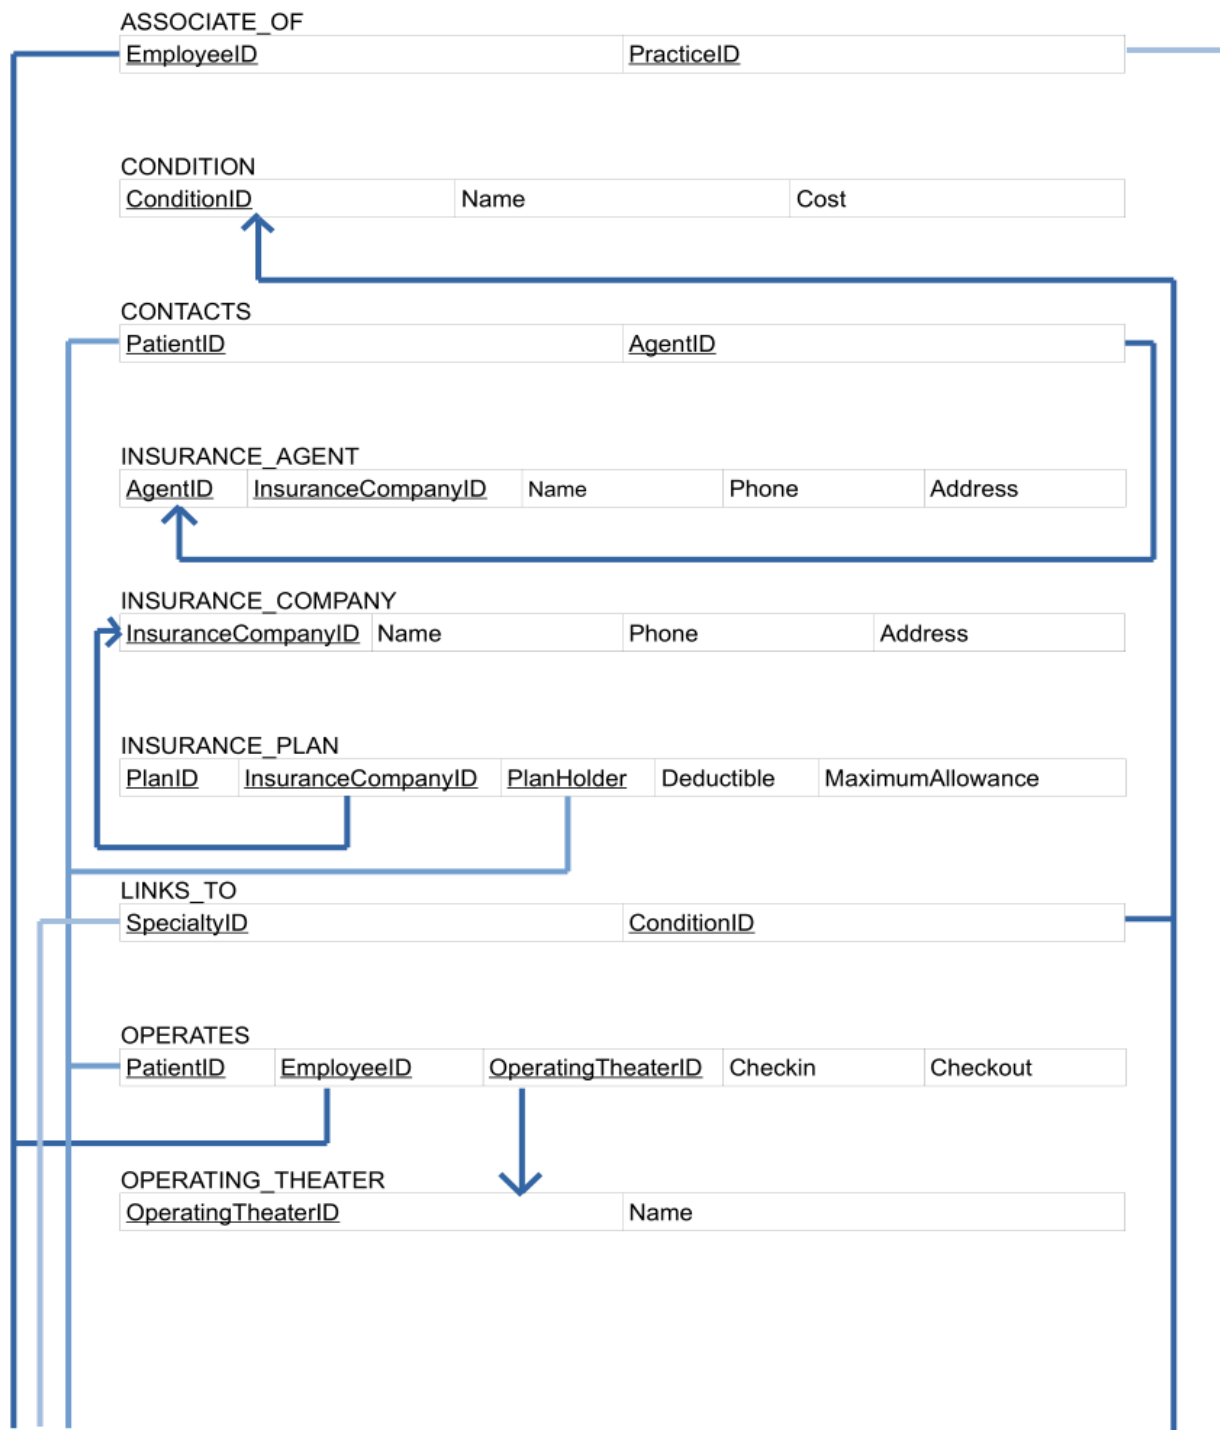 ASSOCIATE_OF
EmployeeID PracticeID
CONDITION
ConditionID Name Cost
CONTACTS
PatientID AgentID
INSURANCE_AGENT
AgentID InsuranceCompanyID Name Phone Address
INSURANCE_COMPANY
InsuranceCompanyID Name Phone Address
INSURANCE_PLAN
PlanID InsuranceCompanyID PlanHolder Deductible MaximumAllowance
LINKS_TO
SpecialtyID ConditionID
OPERATES
PatientID EmployeeID OperatingTheaterID Checkin Checkout
OPERATING_THEATER
OperatingTheaterID Name